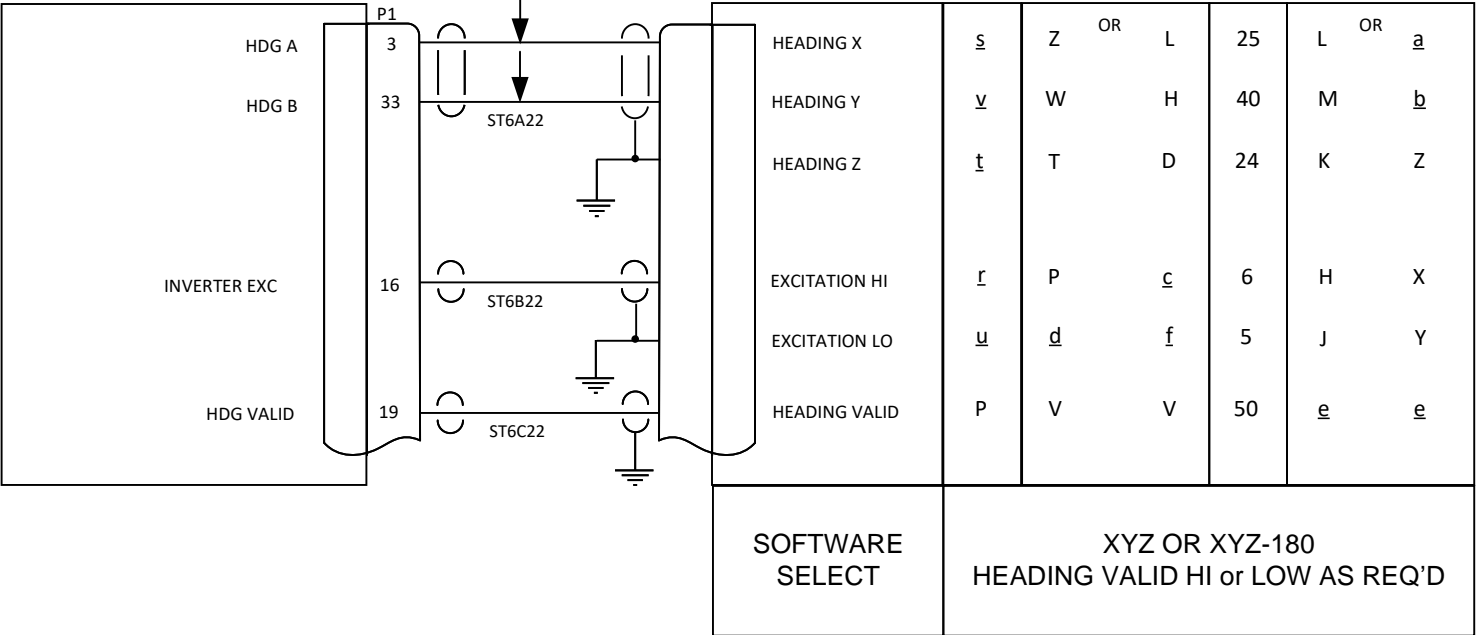 P1
HDG A 3 HEADING X s Z OR L 25 L OR a
HDG B 33 HEADING Y v W H 40 M b
ST6A22
HEADING Z t T D 24 K Z
INVERTER EXC 16 EXCITATION HI r P c 6 H X
ST6B22
EXCITATION LO u d f 5 J Y
HDG VALID 19 HEADING VALID P V V 50 e e
ST6C22
SOFTWARE
SELECT
XYZ OR XYZ-180
HEADING VALID HI or LOW AS REQ’D